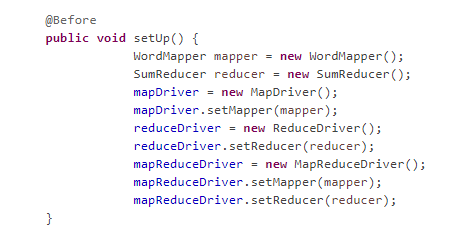 @Before
public void setUp() {
WordMapper mapper = new WordMapper();
SumReducer reducer = new SumReducer();
mapDriver = new MapDriver();
mapDriver.setMapper(mapper);
reduceDriver = new ReduceDriver();
reduceDriver.setReducer(reducer);
mapReduceDriver = new MapReduceDriver();
mapReduceDriver.setMapper(mapper);
mapReduceDriver.setReducer(reducer);
}